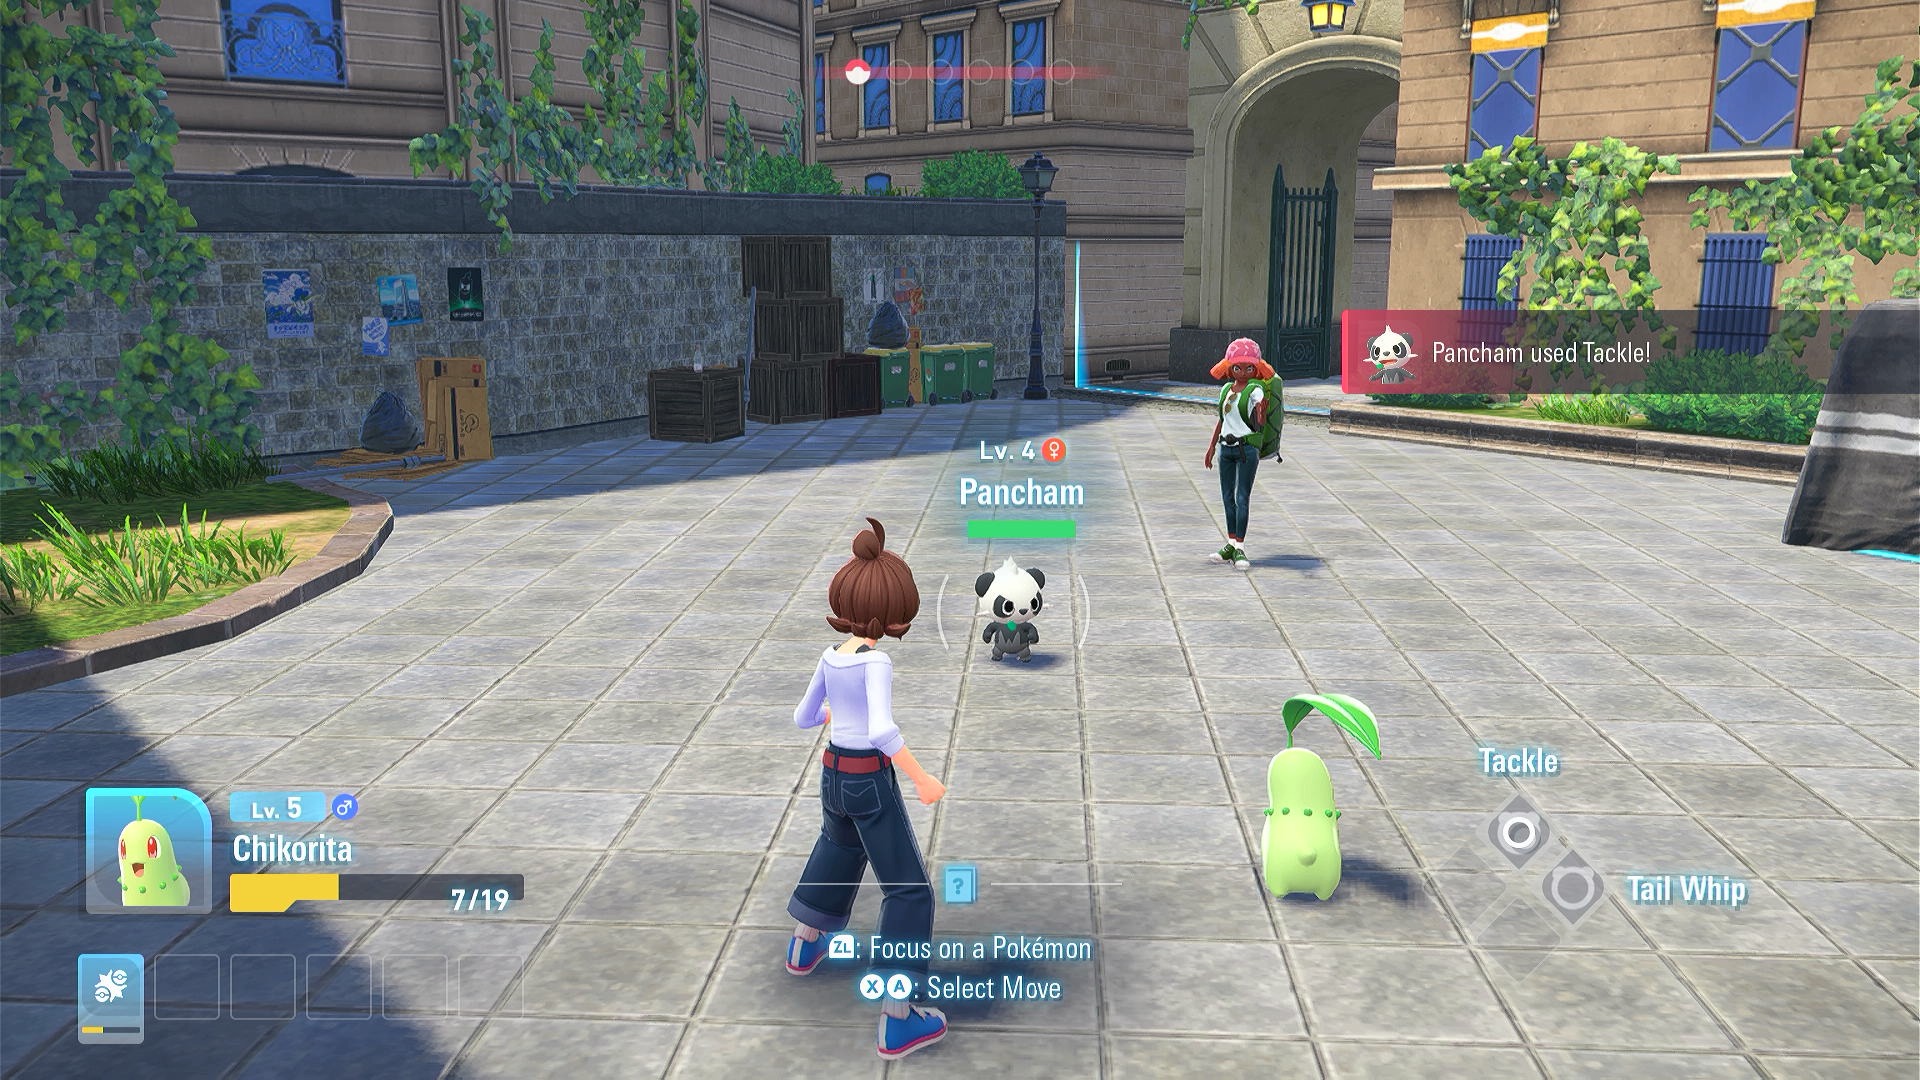 Pancham used Tackle!
Lv. 4 ♀
Pancham
Tackle
Lv. 5 ♂
Chikorita
7/19
Tail Whip
?
ZL: Focus on a Pokémon
X A: Select Move